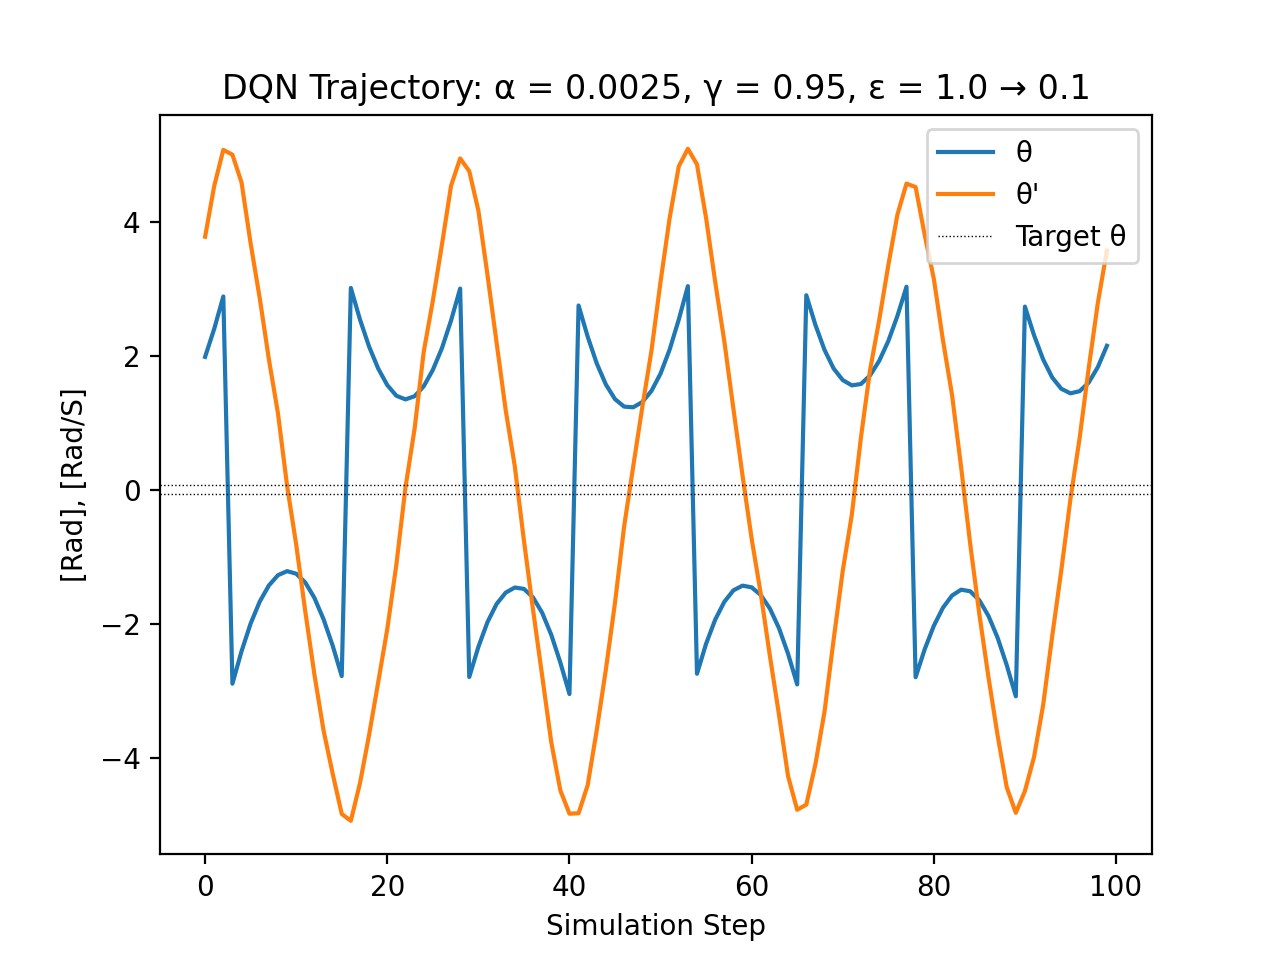 DQN Trajectory: α = 0.0025, γ = 0.95, ε = 1.0 → 0.1
θ
θ'
Target θ
4
2
0
−2
−4
[Rad], [Rad/S]
0 20 40 60 80 100
Simulation Step